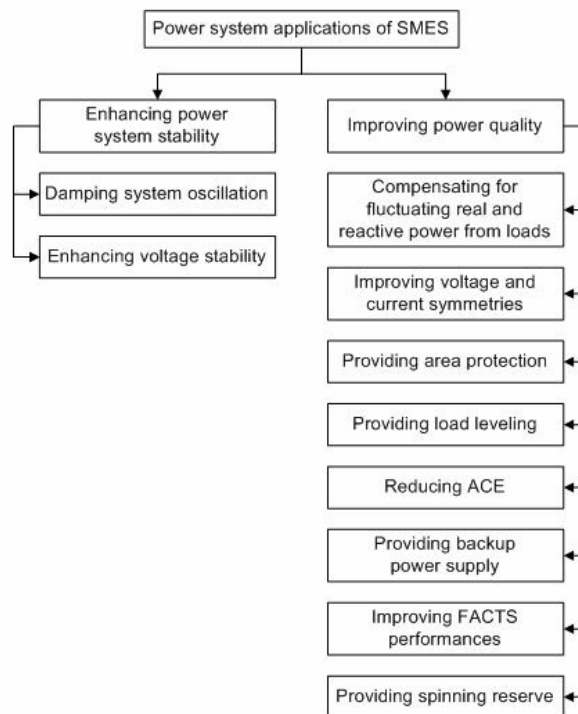 Power system applications of SMES
Enhancing power
system stability
Damping system oscillation
Enhancing voltage stability
Improving power quality
Compensating for
fluctuating real and
reactive power from loads
Improving voltage and
current symmetries
Providing area protection
Providing load leveling
Reducing ACE
Providing backup
power supply
Improving FACTS
performances
Providing spinning reserve